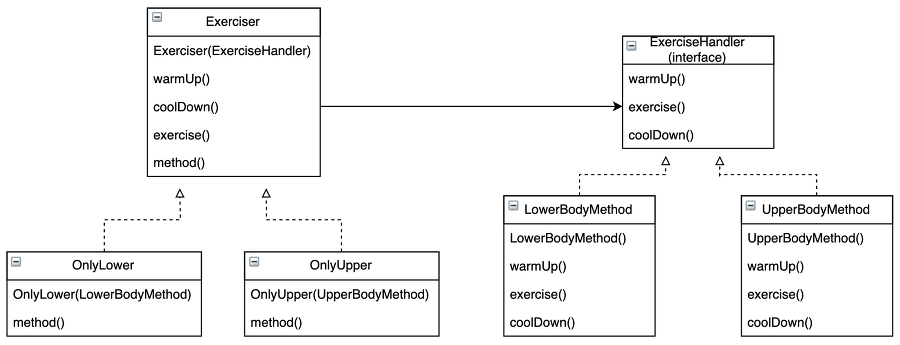 Exerciser
Exerciser(ExerciseHandler)
warmUp()
coolDown()
exercise()
method()
ExerciseHandler
(interface)
warmUp()
exercise()
coolDown()
OnlyLower
OnlyLower(LowerBodyMethod)
method()
OnlyUpper
OnlyUpper(UpperBodyMethod)
method()
LowerBodyMethod
LowerBodyMethod()
warmUp()
exercise()
coolDown()
UpperBodyMethod
UpperBodyMethod()
warmUp()
exercise()
coolDown()